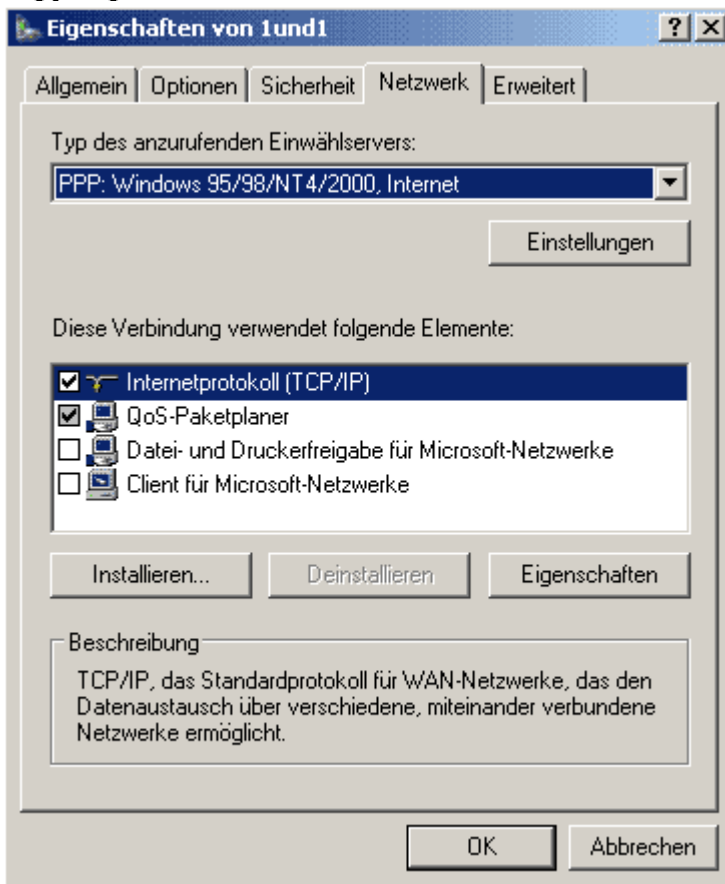 Eigenschaften von 1und1
Allgemein Optionen Sicherheit Netzwerk Erweitert
Typ des anzurufenden Einwählservers:
PPP: Windows 95/98/NT4/2000, Internet
Einstellungen
Diese Verbindung verwendet folgende Elemente:
Internetprotokoll (TCP/IP)
QoS-Paketplaner
Datei- und Druckerfreigabe für Microsoft-Netzwerke
Client für Microsoft-Netzwerke
Installieren... Deinstallieren Eigenschaften
Beschreibung
TCP/IP, das Standardprotokoll für WAN-Netzwerke, das den
Datenaustausch über verschiedene, miteinander verbundene
Netzwerke ermöglicht.
OK Abbrechen